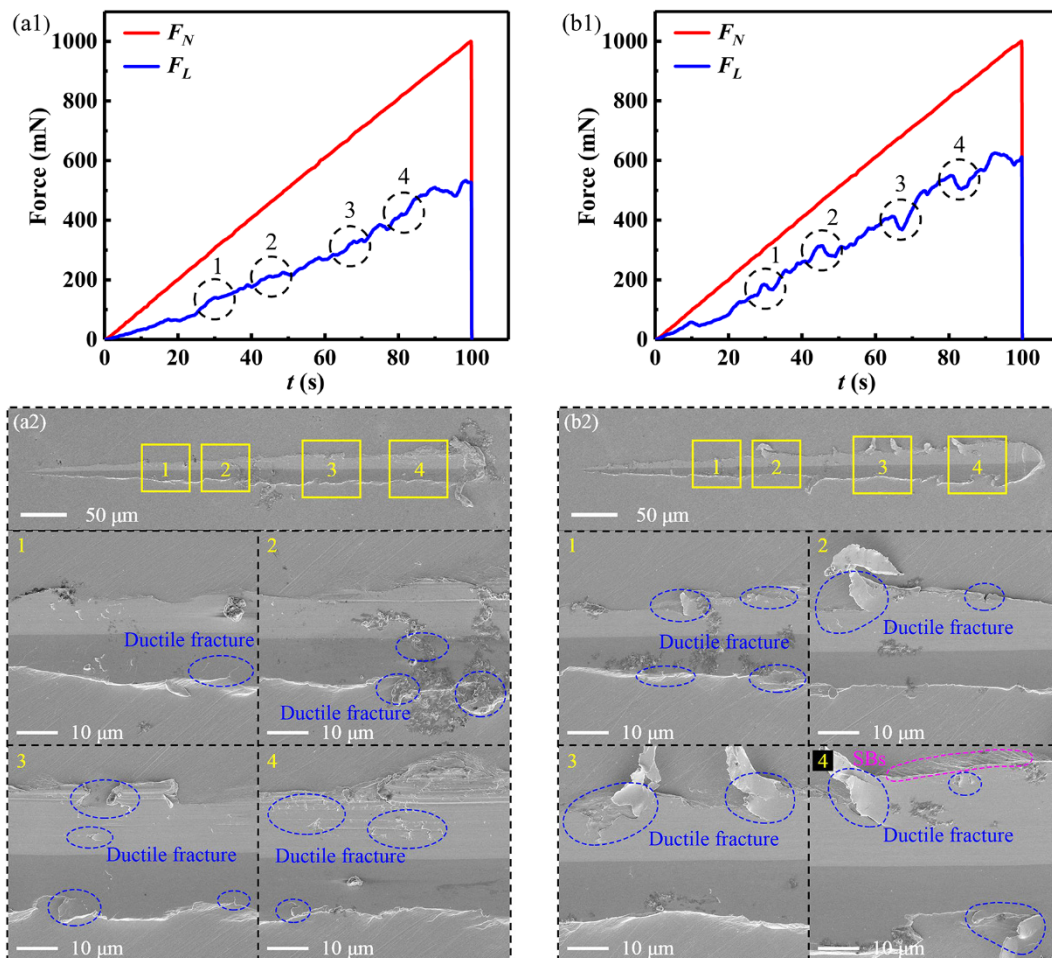 (a1)
F_N
F_L
1000
800
600
400
200
0
Force (mN)
1
2
3
4
0 20 40 60 80 100
t (s)
(b1)
F_N
F_L
1000
800
600
400
200
0
Force (mN)
1
2
3
4
0 20 40 60 80 100
t (s)
(a2)
1 2 3 4
50 μm
1
Ductile fracture
10 μm
2
Ductile fracture
10 μm
3
Ductile fracture
10 μm
4
Ductile fracture
10 μm
(b2)
1 2 3 4
50 μm
1
Ductile fracture
10 μm
2
Ductile fracture
10 μm
3
Ductile fracture
10 μm
4
SBs
Ductile fracture
10 μm